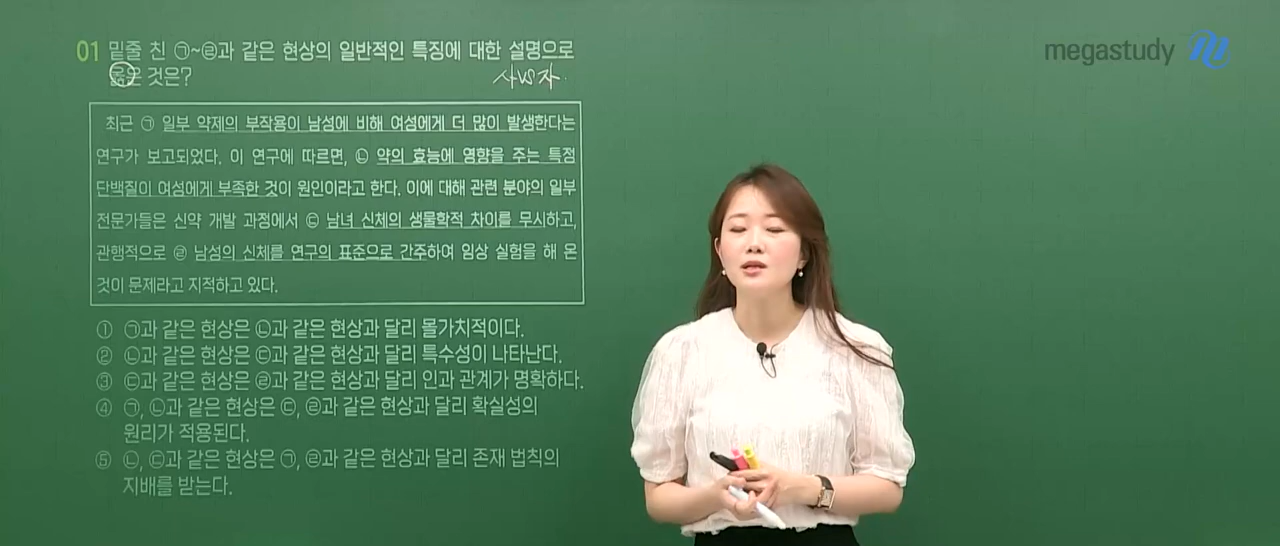 megastudy
01 밑줄 친 ㉠~㉣과 같은 현상의 일반적인 특징에 대한 설명으로
옳은 것은?
사vs자
최근 ㉠ 일부 약제의 부작용이 남성에 비해 여성에게 더 많이 발생한다는
연구가 보고되었다. 이 연구에 따르면, ㉡ 약의 효능에 영향을 주는 특정
단백질이 여성에게 부족한 것이 원인이라고 한다. 이에 대해 관련 분야의 일부
전문가들은 신약 개발 과정에서 ㉢ 남녀 신체의 생물학적 차이를 무시하고,
관행적으로 ㉣ 남성의 신체를 연구의 표준으로 간주하여 임상 실험을 해 온
것이 문제라고 지적하고 있다.
① ㉠과 같은 현상은 ㉡과 같은 현상과 달리 몰가치적이다.
② ㉡과 같은 현상은 ㉢과 같은 현상과 달리 특수성이 나타난다.
③ ㉢과 같은 현상은 ㉣과 같은 현상과 달리 인과 관계가 명확하다.
④ ㉠, ㉡과 같은 현상은 ㉢, ㉣과 같은 현상과 달리 확실성의
원리가 적용된다.
⑤ ㉡, ㉢과 같은 현상은 ㉠, ㉣과 같은 현상과 달리 존재 법칙의
지배를 받는다.